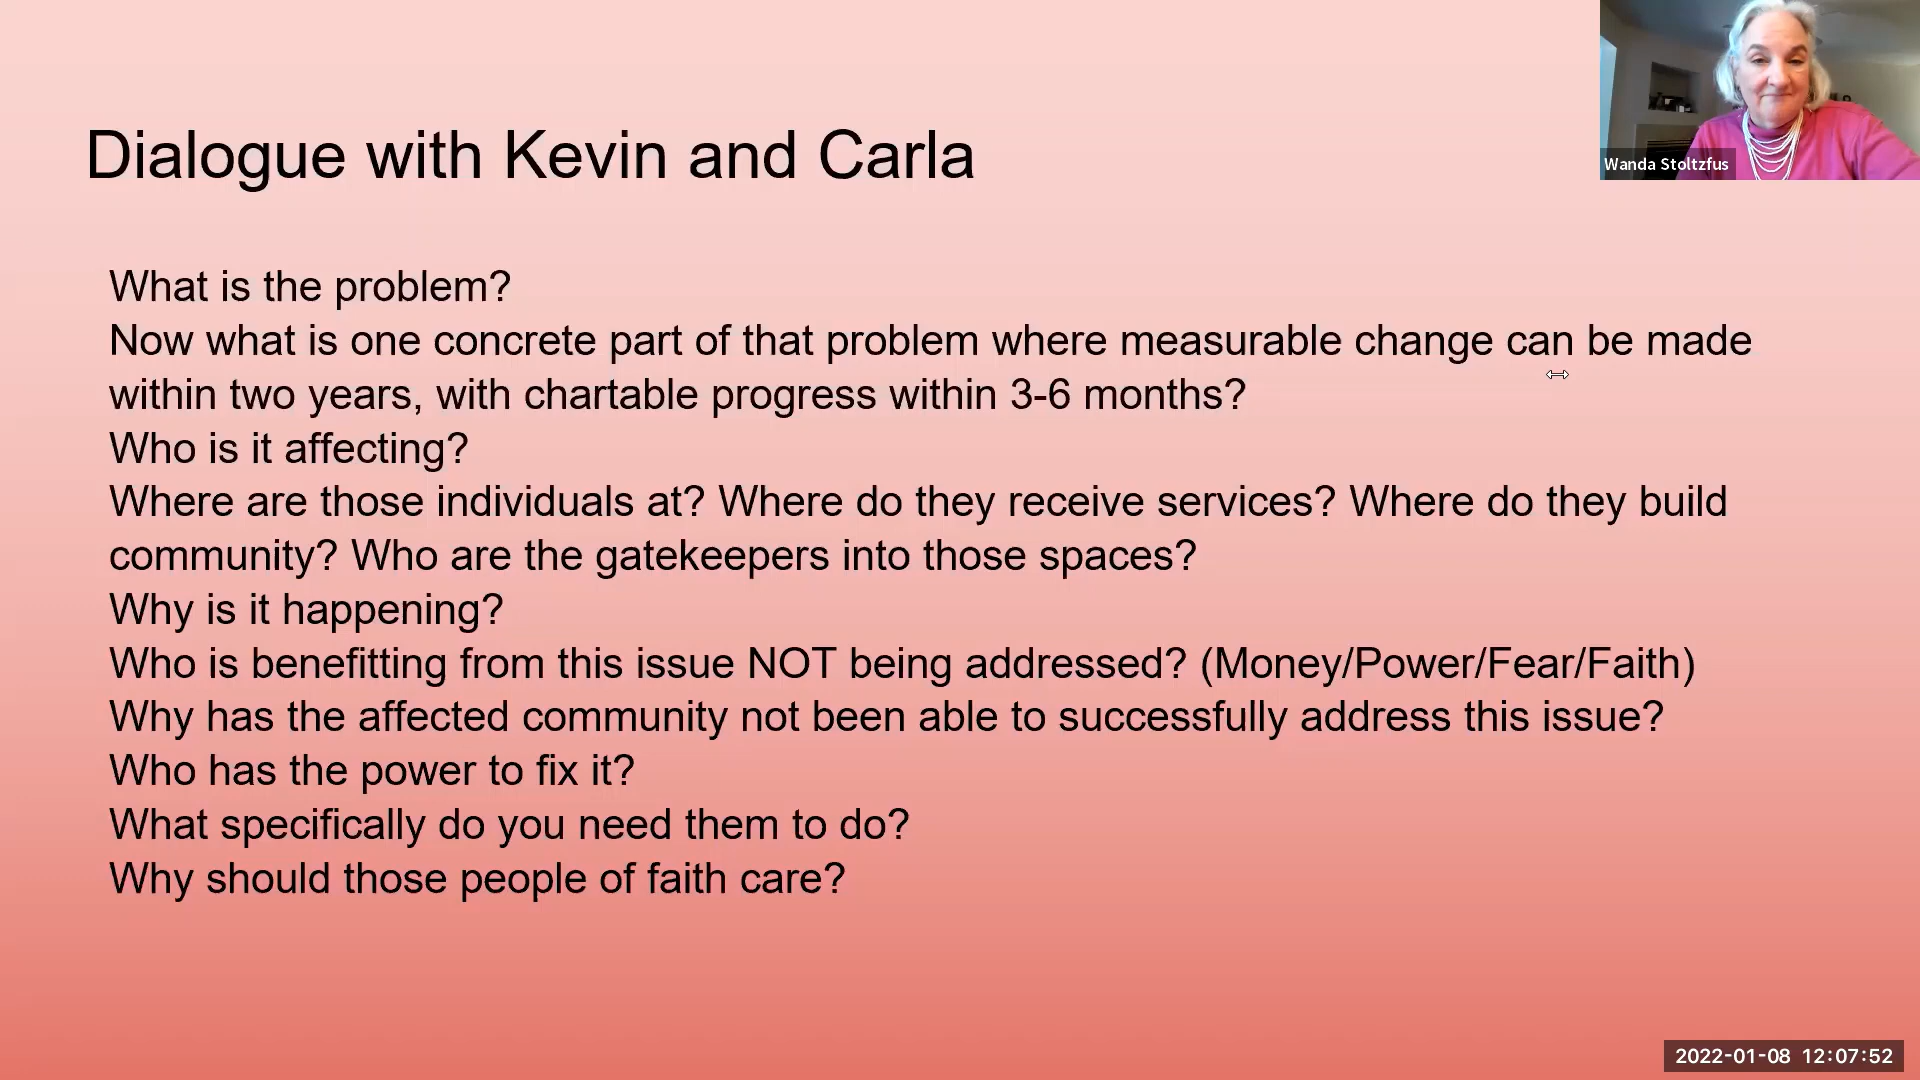 Dialogue with Kevin and Carla
Wanda Stoltzfus
What is the problem?
Now what is one concrete part of that problem where measurable change can be made
within two years, with chartable progress within 3-6 months?
Who is it affecting?
Where are those individuals at? Where do they receive services? Where do they build
community? Who are the gatekeepers into those spaces?
Why is it happening?
Who is benefitting from this issue NOT being addressed? (Money/Power/Fear/Faith)
Why has the affected community not been able to successfully address this issue?
Who has the power to fix it?
What specifically do you need them to do?
Why should those people of faith care?
2022-01-08 12:07:52